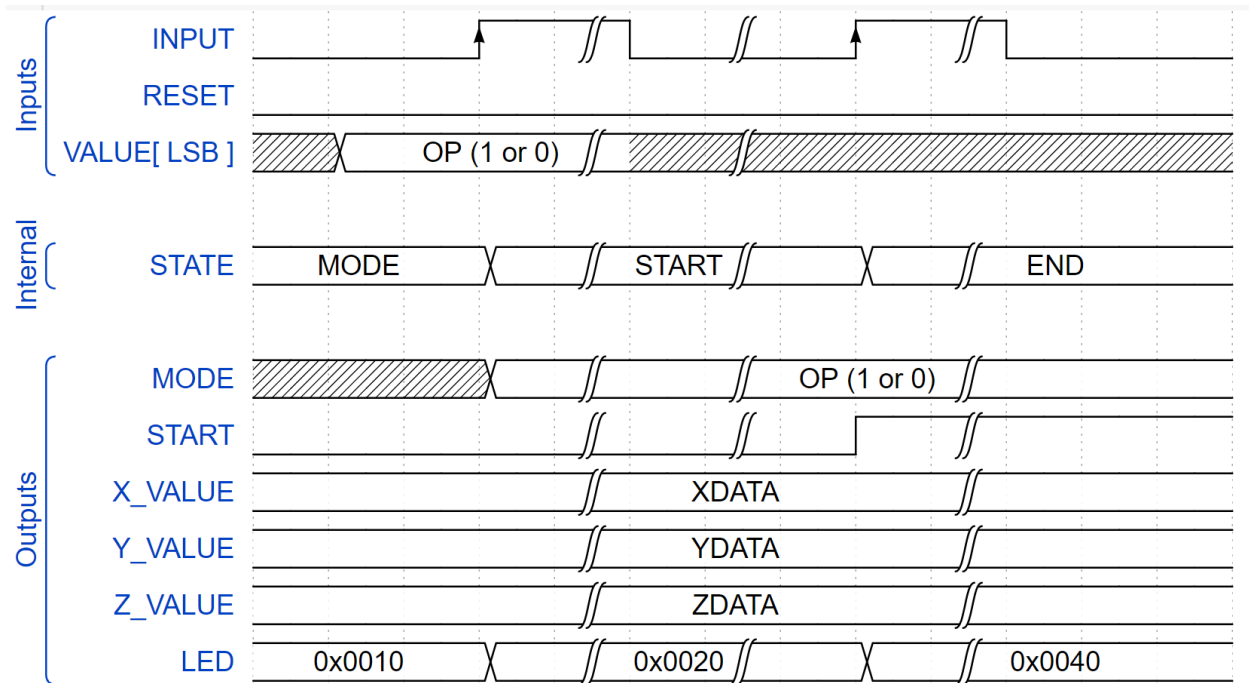 Inputs
INPUT
RESET
VALUE[ LSB ] OP (1 or 0)
Internal
STATE MODE START END
Outputs
MODE OP (1 or 0)
START
X_VALUE XDATA
Y_VALUE YDATA
Z_VALUE ZDATA
LED 0x0010 0x0020 0x0040